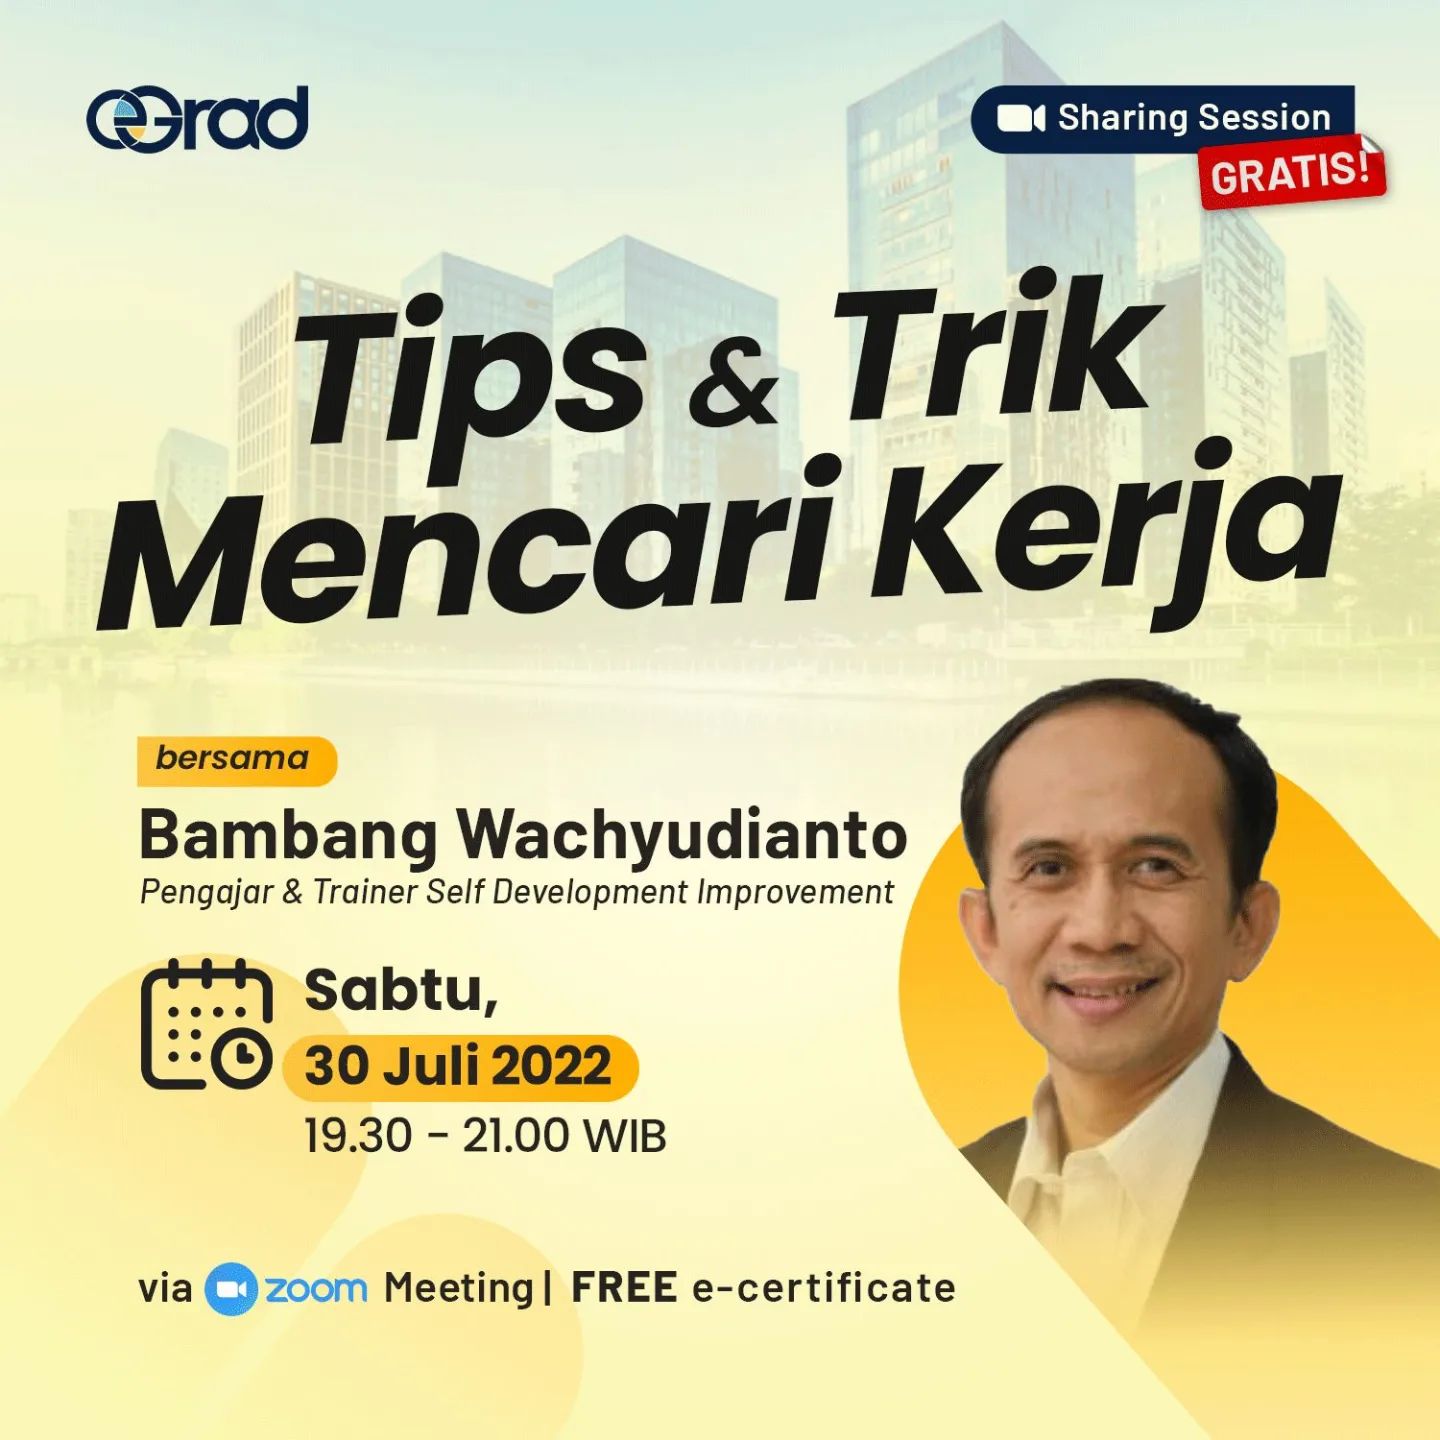 eGrad
Sharing Session
GRATIS!
Tips & Trik
Mencari Kerja
bersama
Bambang Wachyudianto
Pengajar & Trainer Self Development Improvement
Sabtu,
30 Juli 2022
19.30 - 21.00 WIB
via zoom Meeting | FREE e-certificate